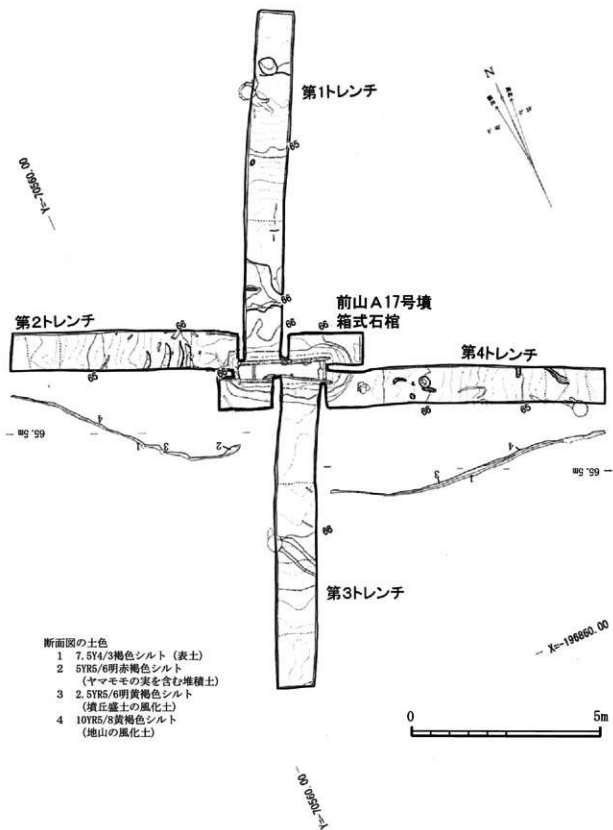 第1トレンチ
N
65
Y=-70560.00
66
66
66
前山A17号墳
箱式石棺
第2トレンチ
66
65
65
第4トレンチ
66
65
65.5m
4
1
3
2
4
3
1
65.5m
66
第3トレンチ
X=-196860.00
断面図の土色
1 7.5Y4/3褐色シルト（表土）
2 5YR5/6明赤褐色シルト
（ヤマモモの実を含む堆積土）
3 2.5YR5/6明黄褐色シルト
（墳丘盛土の風化土）
4 10YR5/8黄褐色シルト
（地山の風化土）
0 5m
Y=-70560.00